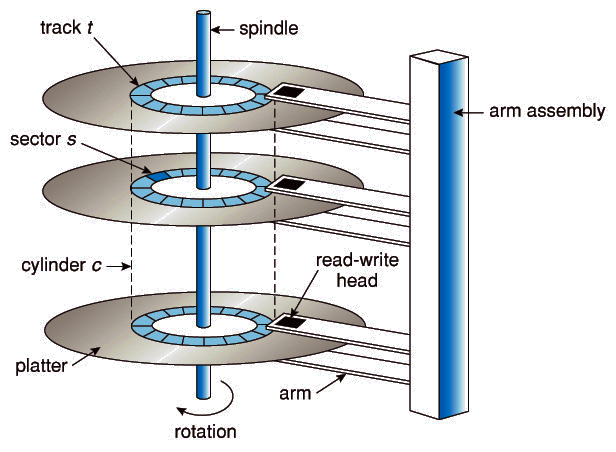 track t
spindle
arm assembly
sector s
cylinder c
read-write
head
platter
arm
rotation